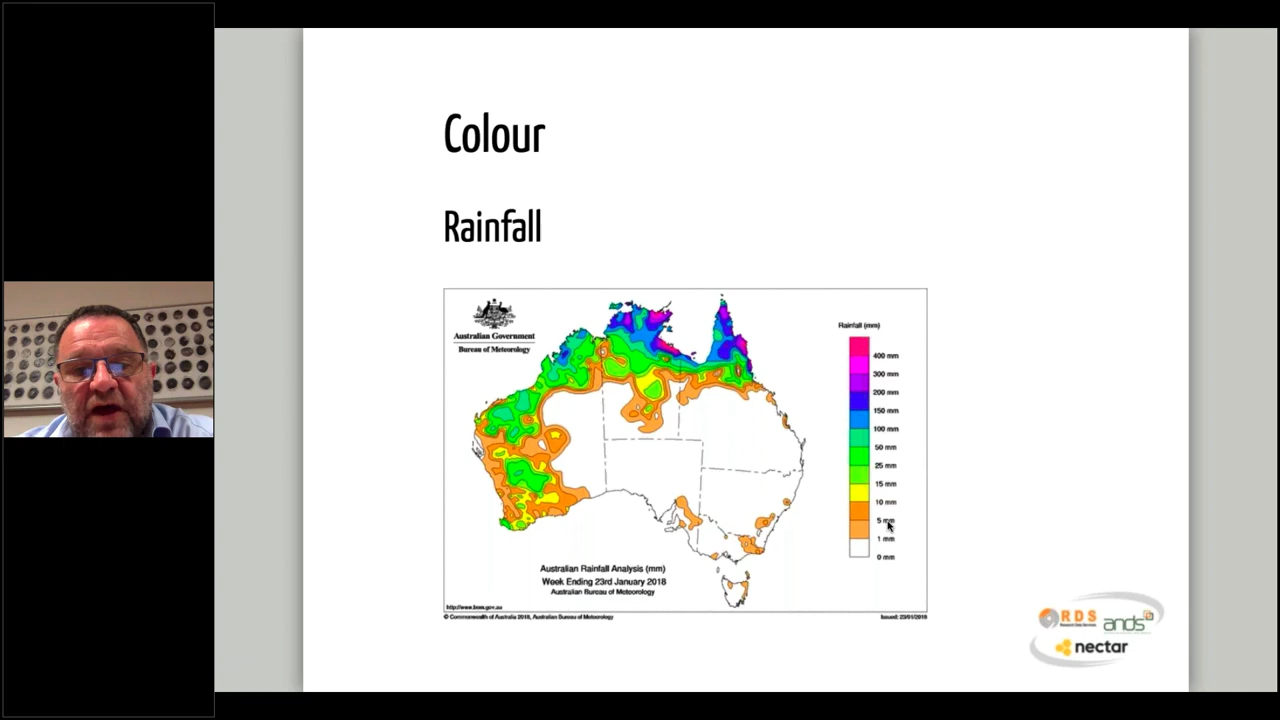 Colour
Rainfall
Australian Government
Bureau of Meteorology
Rainfall (mm)
400 mm
300 mm
200 mm
150 mm
100 mm
50 mm
25 mm
15 mm
10 mm
5 mm
1 mm
0 mm
Australian Rainfall Analysis (mm)
Week Ending 23rd January 2018
Australian Bureau of Meteorology
http://www.bom.gov.au
© Commonwealth of Australia 2018, Australian Bureau of Meteorology
Issued: 23/01/2018
RDS
ands
nectar